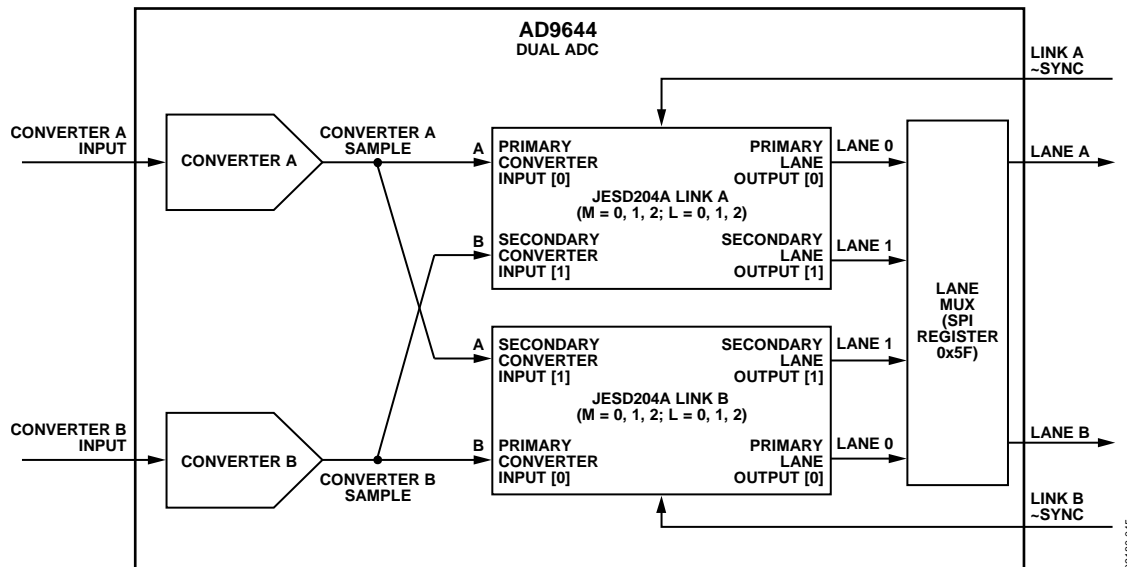 AD9644
DUAL ADC
LINK A
~SYNC
CONVERTER A
INPUT
CONVERTER A
CONVERTER A
SAMPLE
A
PRIMARY
CONVERTER
INPUT [0]
PRIMARY
LANE
OUTPUT [0]
LANE 0
LANE A
JESD204A LINK A
(M = 0, 1, 2; L = 0, 1, 2)
B
SECONDARY
CONVERTER
INPUT [1]
SECONDARY
LANE
OUTPUT [1]
LANE 1
LANE
MUX
(SPI
REGISTER
0x5F)
A
SECONDARY
CONVERTER
INPUT [1]
SECONDARY
LANE
OUTPUT [1]
LANE 1
JESD204A LINK B
(M = 0, 1, 2; L = 0, 1, 2)
CONVERTER B
INPUT
CONVERTER B
CONVERTER B
SAMPLE
B
PRIMARY
CONVERTER
INPUT [0]
PRIMARY
LANE
OUTPUT [0]
LANE 0
LANE B
LINK B
~SYNC